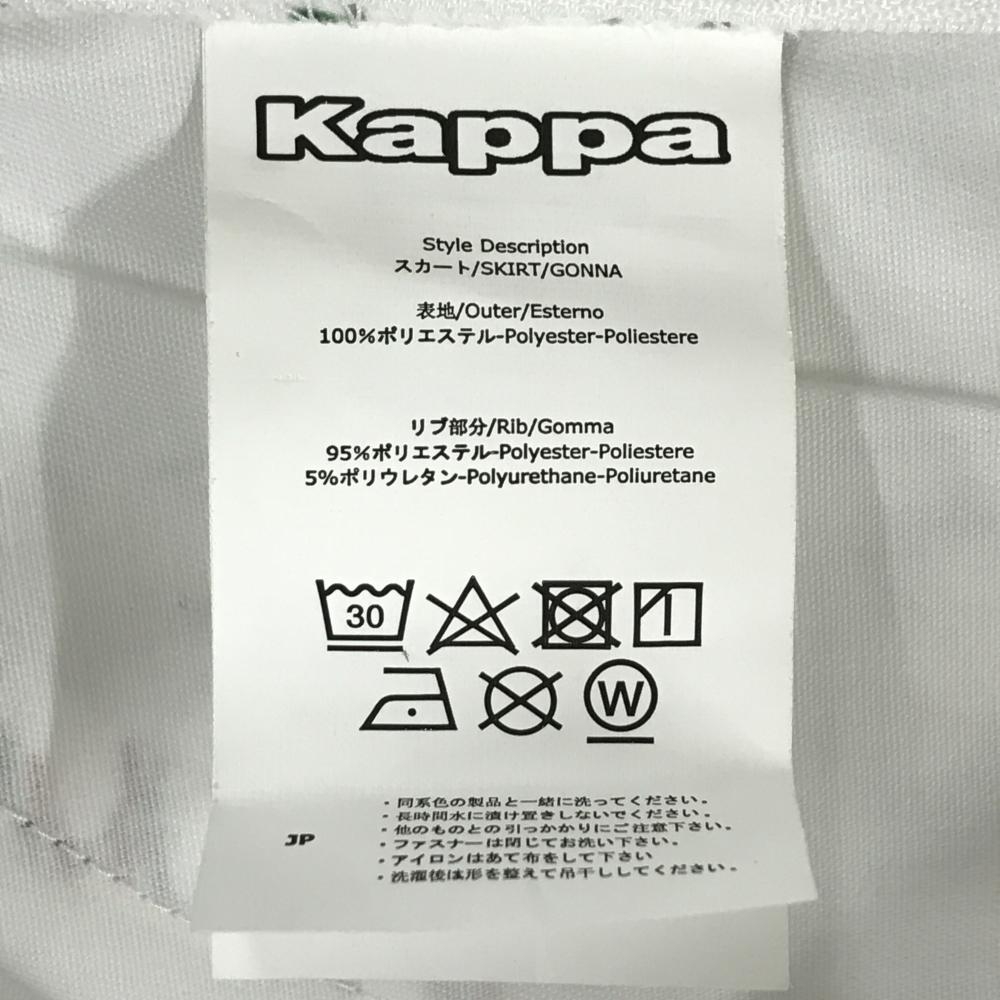 Kappa
Style Description
スカート/SKIRT/GONNA
表地/Outer/Esterno
100%ポリエステル-Polyester-Poliestere
リブ部分/Rib/Gomma
95%ポリエステル-Polyester-Poliestere
5%ポリウレタン-Polyurethane-Poliuretane
30
W
JP
・同系色の製品と一緒に洗ってください。
・長時間水に漬け置きしないでください。
・他のものとの引っかかりにご注意下さい。
・ファスナーは閉じてお洗い下さい。
・アイロンはあて布をして下さい
・洗濯後は形を整えて吊干ししてください。